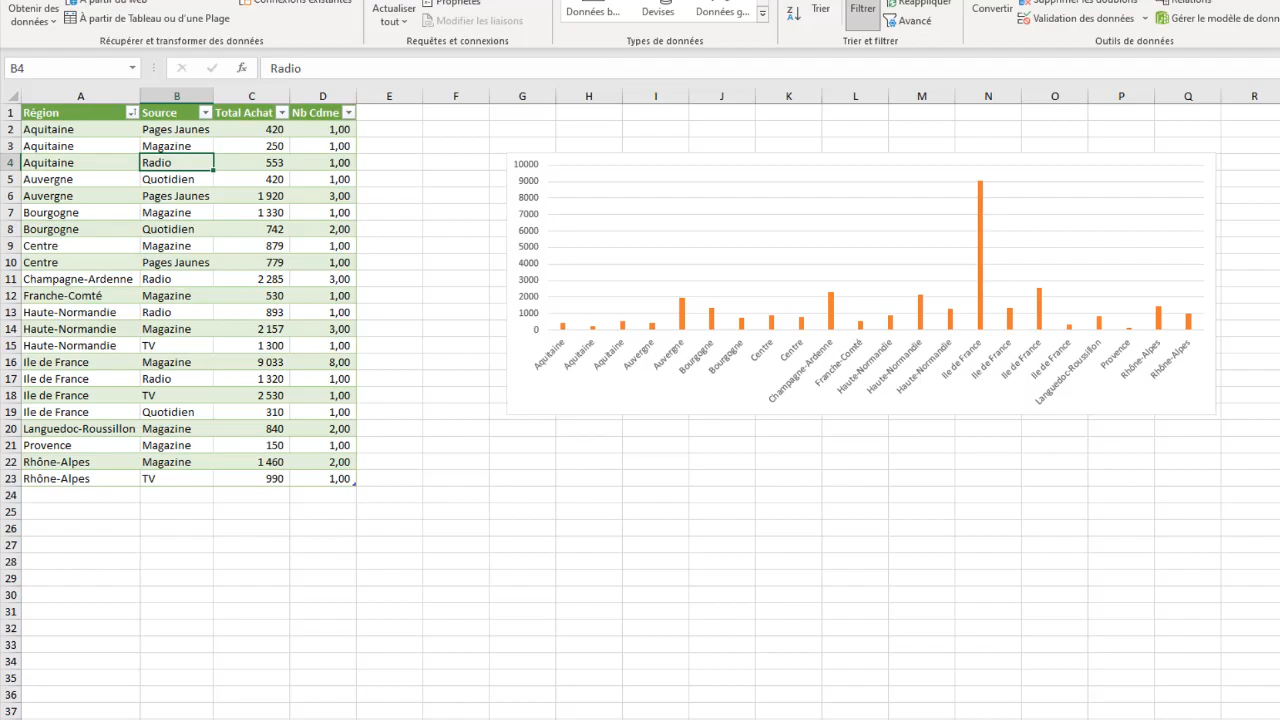 Obtenir des données
À partir du web
À partir de Tableau ou d'une Plage
Connexions existantes
Récupérer et transformer des données
Actualiser tout
Propriétés
Modifier les liaisons
Requêtes et connexions
Données b...
Devises
Données g...
Types de données
Trier
Filtrer
Réappliquer
Avancé
Trier et filtrer
Convertir
Supprimer les doublons
Validation des données
Relations
Gérer le modèle de
Outils de données
B4
fx
Radio
A B C D E F G H I J K L M N O P Q R
1 Région Source Total Achat Nb Cdme
2 Aquitaine Pages Jaunes 420 1,00
3 Aquitaine Magazine 250 1,00
4 Aquitaine Radio 553 1,00
5 Auvergne Quotidien 420 1,00
6 Auvergne Pages Jaunes 1 920 3,00
7 Bourgogne Magazine 1 330 1,00
8 Bourgogne Quotidien 742 2,00
9 Centre Magazine 879 1,00
10 Centre Pages Jaunes 779 1,00
11 Champagne-Ardenne Radio 2 285 3,00
12 Franche-Comté Magazine 530 1,00
13 Haute-Normandie Radio 893 1,00
14 Haute-Normandie Magazine 2 157 3,00
15 Haute-Normandie TV 1 300 1,00
16 Ile de France Magazine 9 033 8,00
17 Ile de France Radio 1 320 1,00
18 Ile de France TV 2 530 1,00
19 Ile de France Quotidien 310 1,00
20 Languedoc-Roussillon Magazine 840 2,00
21 Provence Magazine 150 1,00
22 Rhône-Alpes Magazine 1 460 2,00
23 Rhône-Alpes TV 990 1,00
24
25
26
27
28
29
30
31
32
33
34
35
36
37
10000
9000
8000
7000
6000
5000
4000
3000
2000
1000
0
Aquitaine
Aquitaine
Aquitaine
Auvergne
Auvergne
Bourgogne
Bourgogne
Centre
Centre
Champagne-Ardenne
Franche-Comté
Haute-Normandie
Haute-Normandie
Haute-Normandie
Ile de France
Ile de France
Ile de France
Ile de France
Languedoc-Roussillon
Provence
Rhône-Alpes
Rhône-Alpes